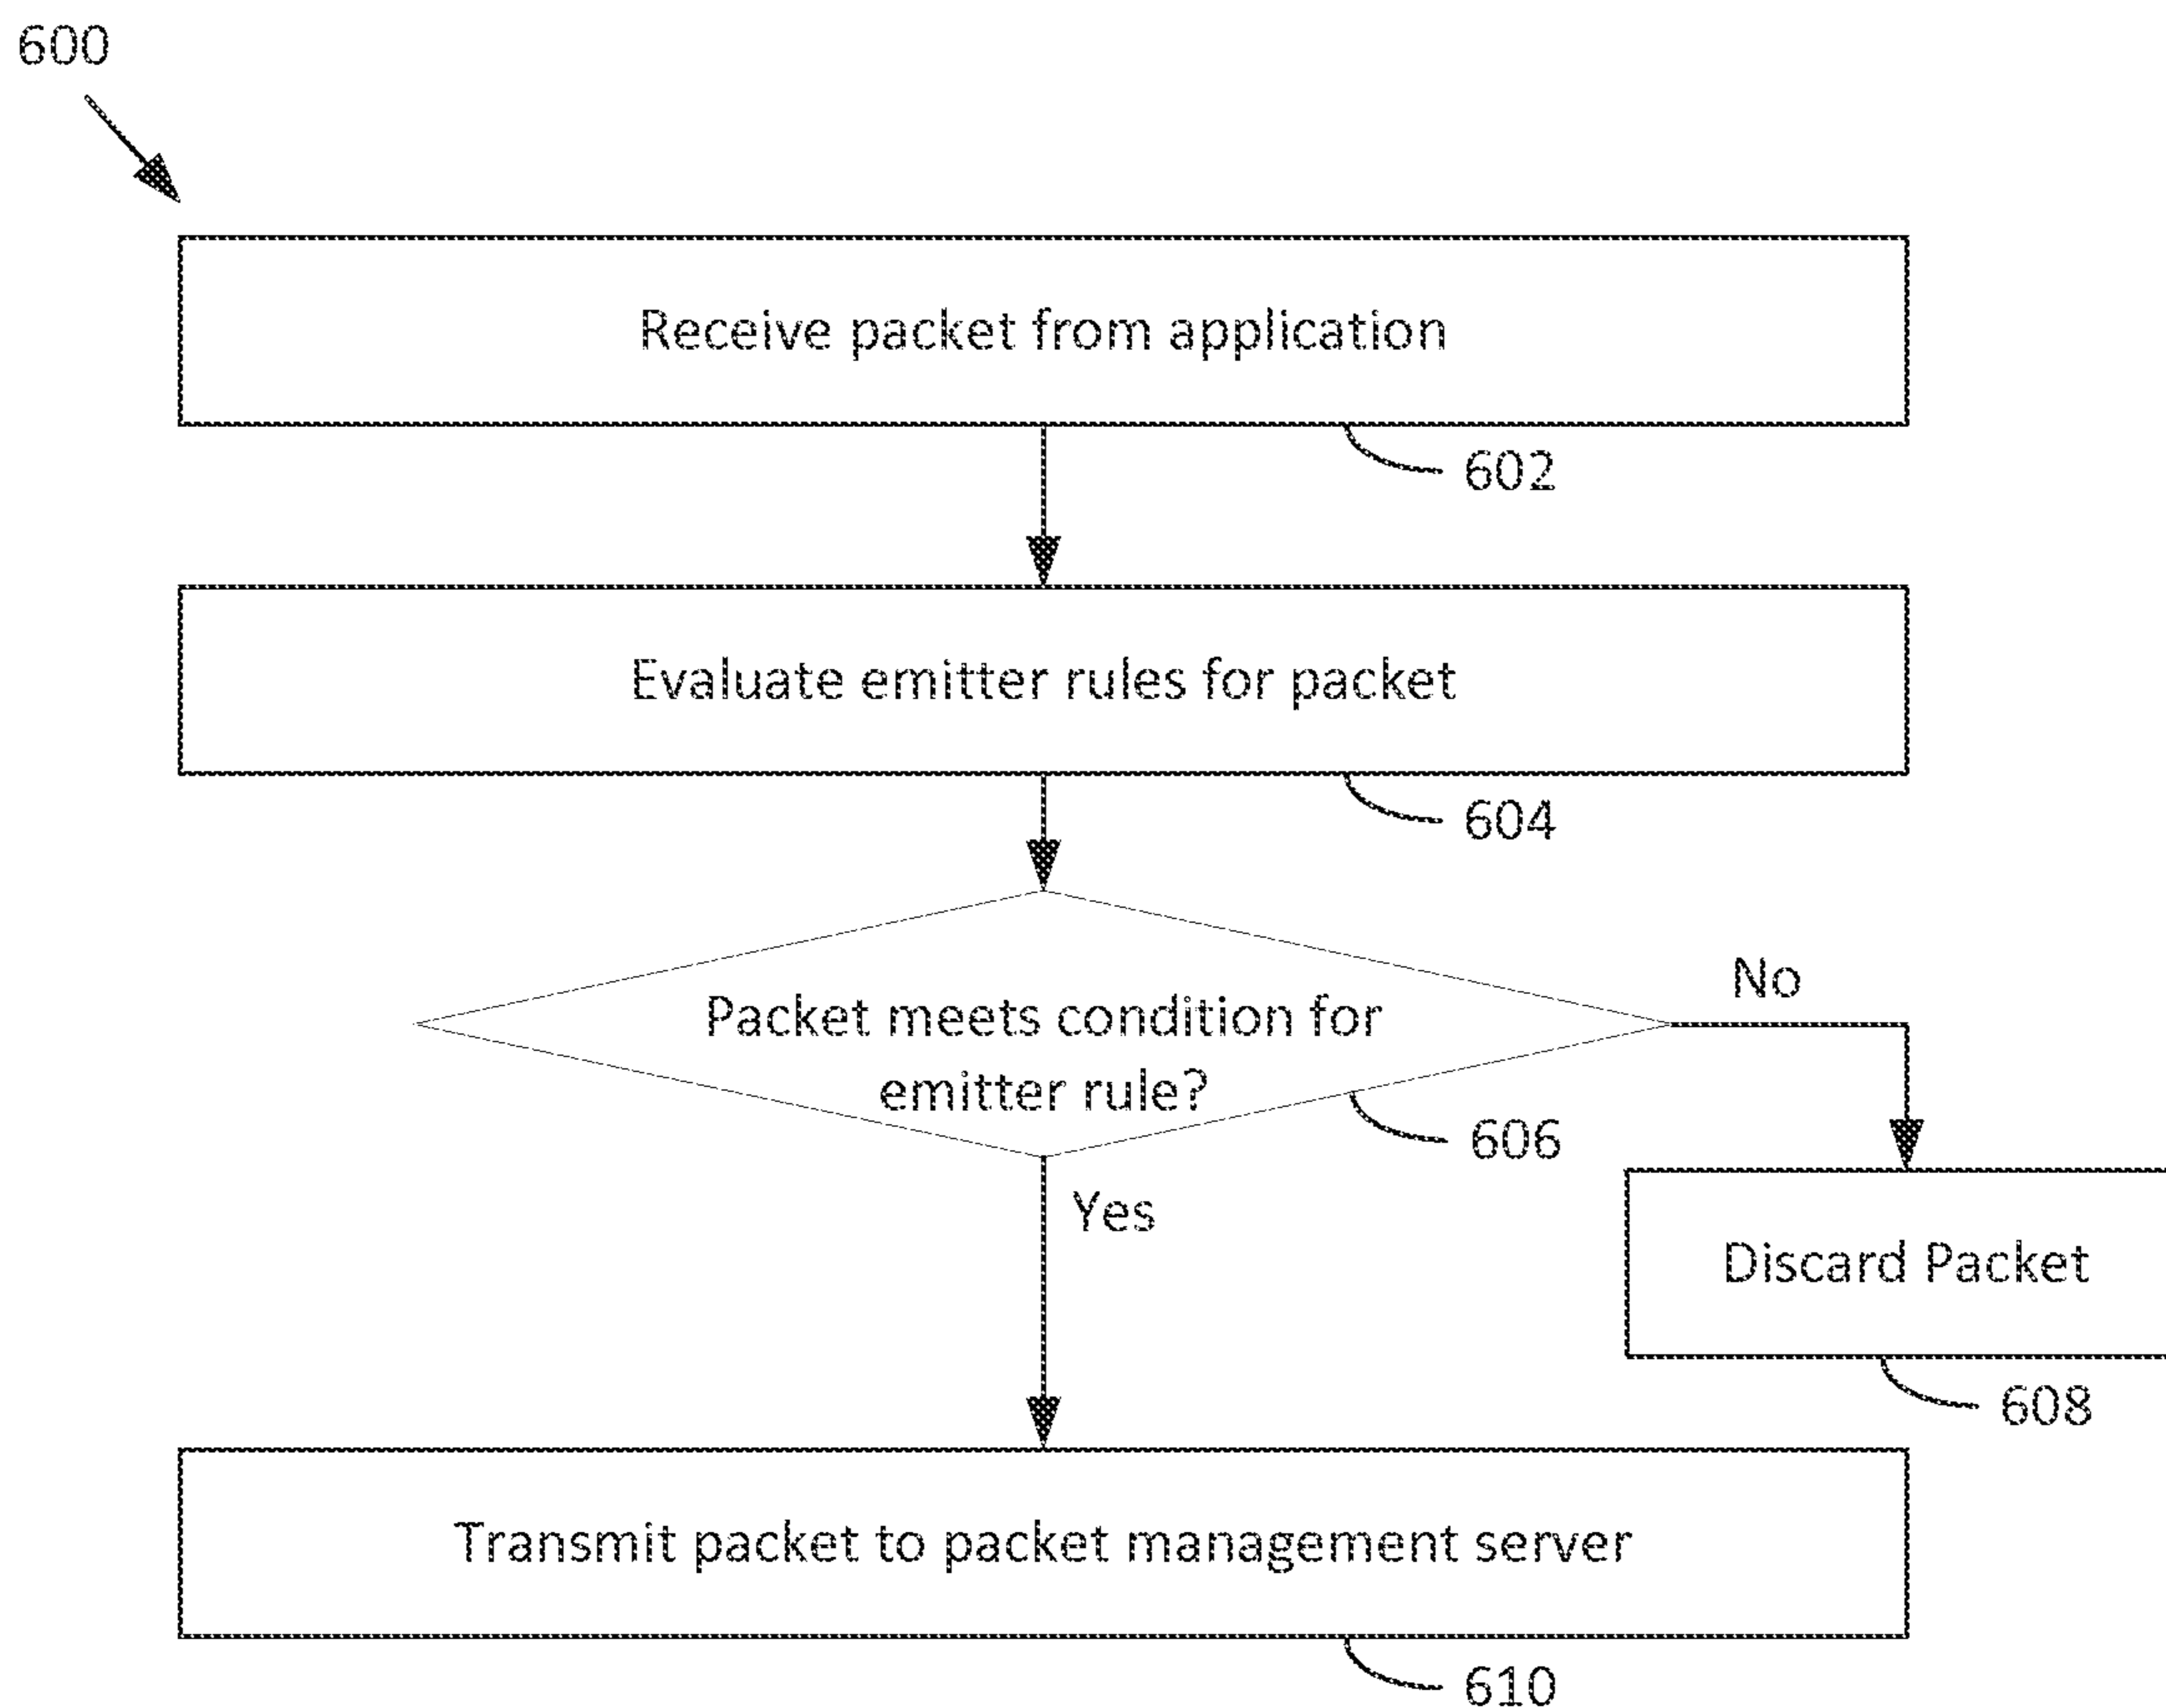 600
Receive packet from application
602
Evaluate emitter rules for packet
604
Packet meets condition for
emitter rule?
No
606
Yes
Discard Packet
608
Transmit packet to packet management server
610